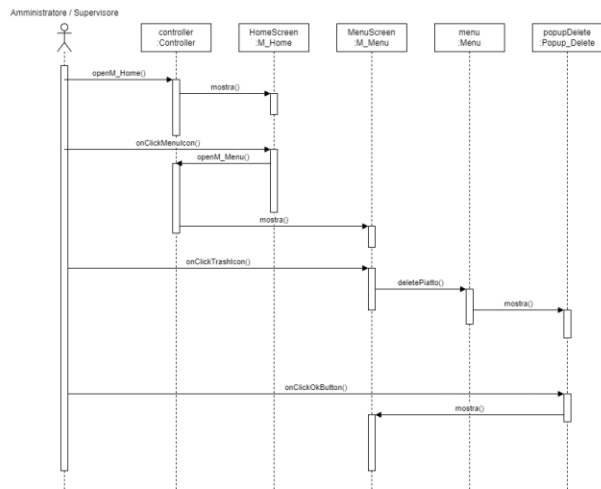 Amministratore / Supervisore
controller
:Controller
HomeScreen
:M_Home
MenuScreen
:M_Menu
menu
:Menu
popupDelete
:Popup_Delete
openM_Home()
mostra()
onClickMenuIcon()
openM_Menu()
mostra()
onClickTrashIcon()
deletePiatto()
mostra()
onClickOkButton()
mostra()